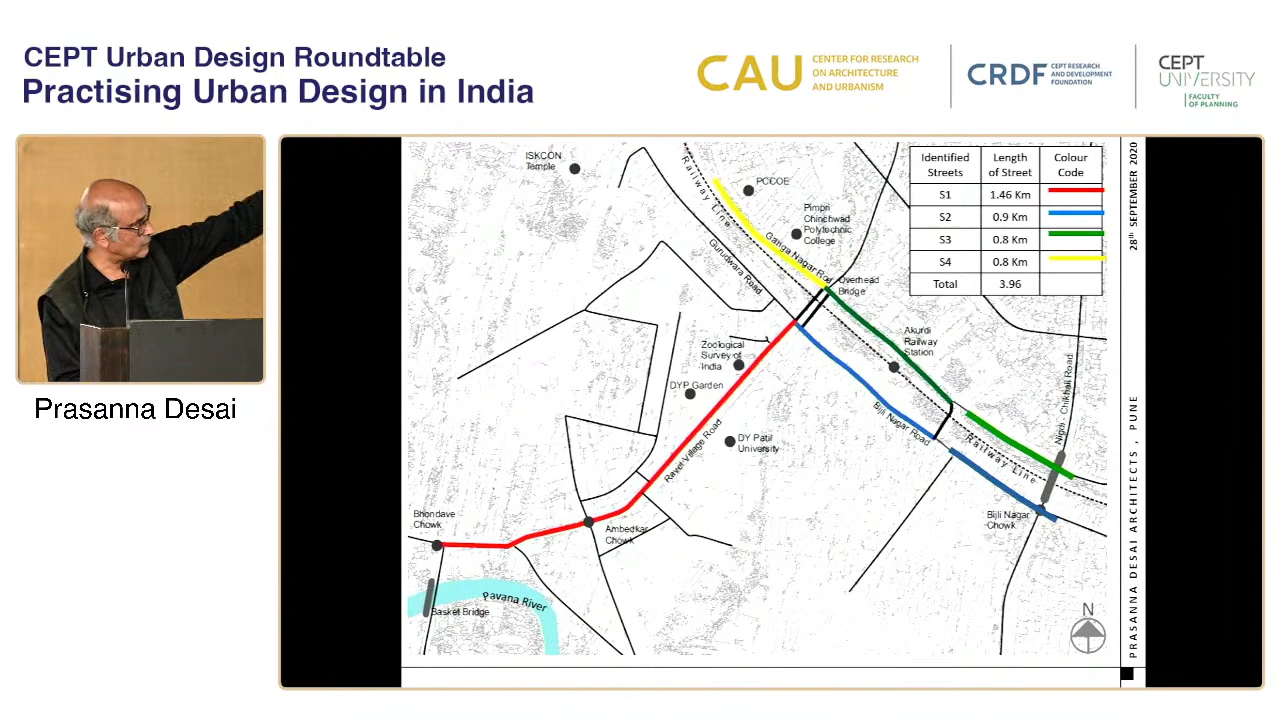 CEPT Urban Design Roundtable
Practising Urban Design in India
CAU
CENTER FOR RESEARCH
ON ARCHITECTURE
AND URBANISM
CRDF
CEPT RESEARCH
AND DEVELOPMENT
FOUNDATION
CEPT
UNIVERSITY
FACULTY
OF PLANNING
Prasanna Desai
ISKCON
Temple
Railway Line
PCCOE
Pimpri
Chinchwad
Polytechnic
College
Ganga Nagar Road
Gurudwara Road
Overhead
Bridge
Identified
Streets
Length
of Street
Colour
Code
S1
1.46 Km
S2
0.9 Km
S3
0.8 Km
S4
0.8 Km
Total
3.96
Akurdi
Railway
Station
Zoological
Survey of
India
DYP Garden
DY Patil
University
Ravet Village Road
Bijli Nagar Road
Railway Line
Chikhali Road
Bijli Nagar
Chowk
Bhondave
Chowk
Ambedkar
Chowk
Pavana River
Basket Bridge
N
28th SEPTEMBER 2020
PRASANNA DESAI ARCHITECTS, PUNE